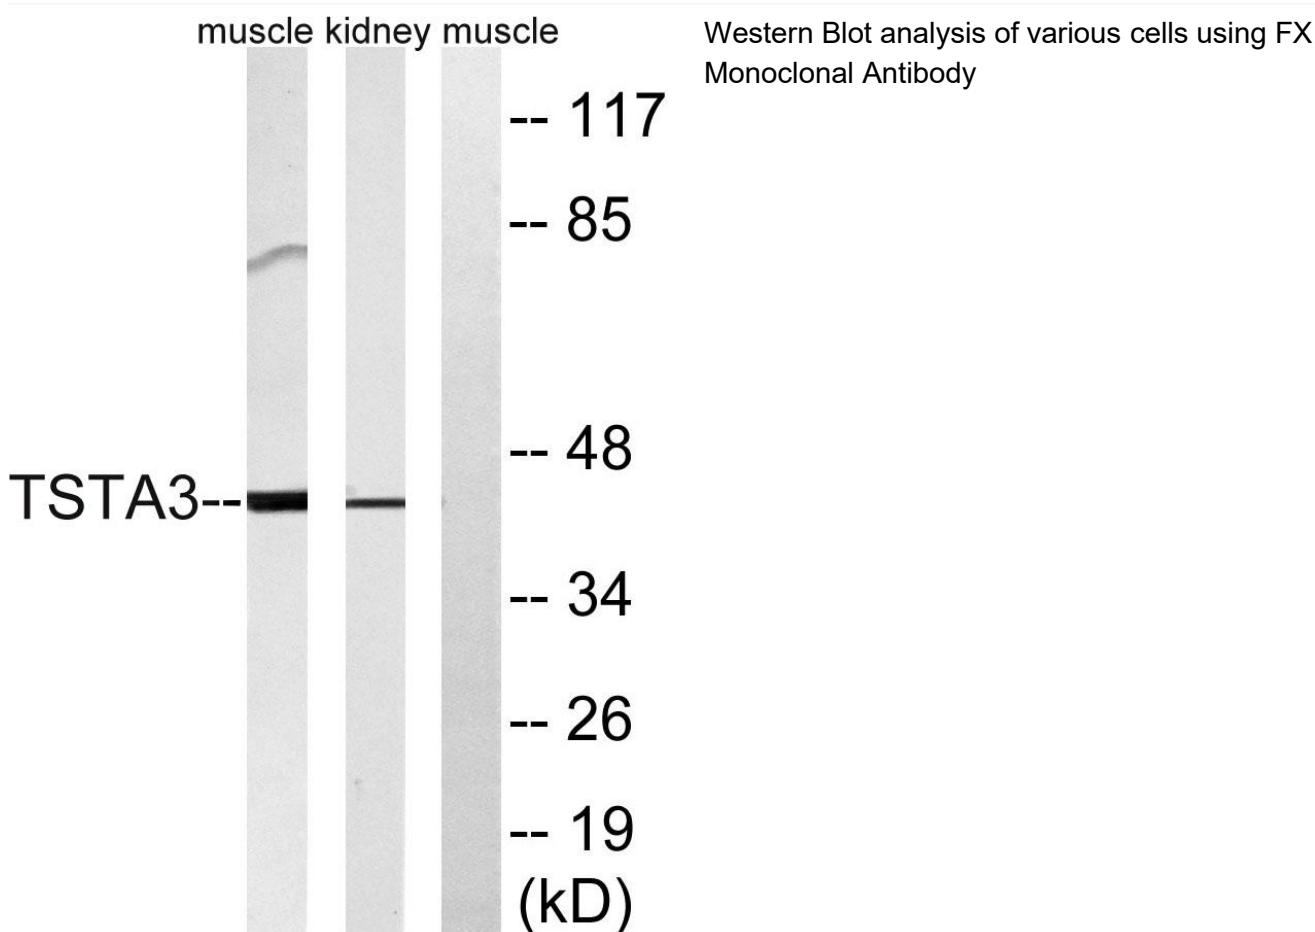 muscle kidney muscle
Western Blot analysis of various cells using FX
Monoclonal Antibody
-- 117
-- 85
-- 48
TSTA3--
-- 34
-- 26
-- 19
(kD)